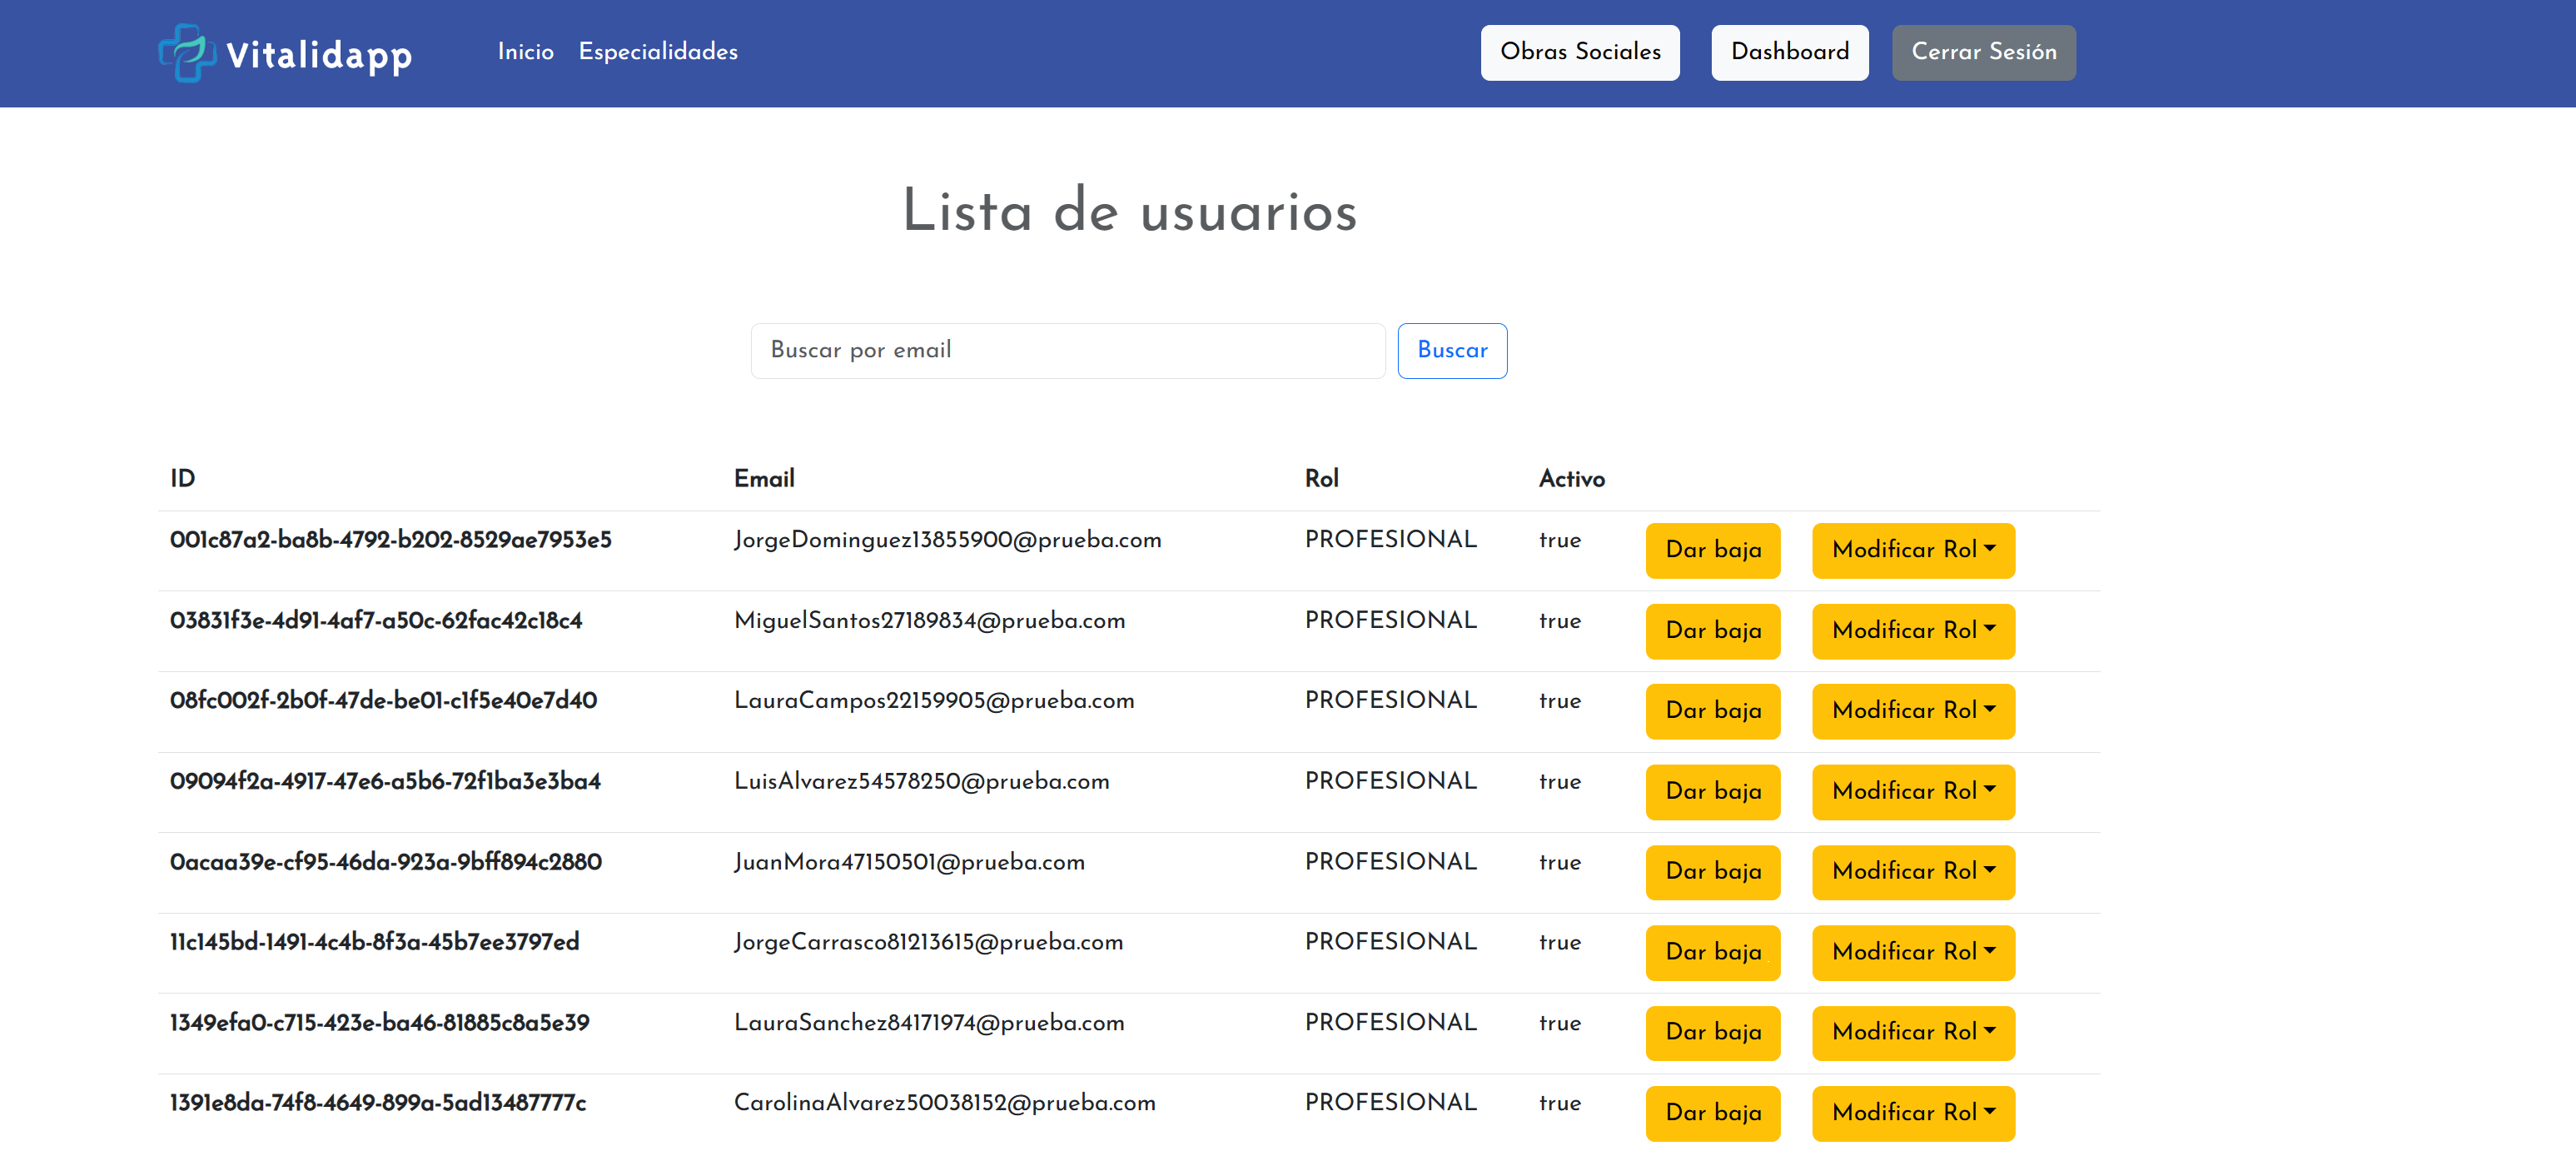 Vitalidapp Inicio Especialidades Obras Sociales Dashboard Cerrar Sesión
Lista de usuarios
Buscar por email Buscar
ID Email Rol Activo
001c87a2-ba8b-4792-b202-8529ae7953e5 JorgeDominguez13855900@prueba.com PROFESIONAL true Dar baja Modificar Rol
03831f3e-4d91-4af7-a50c-62fac42c18c4 MiguelSantos27189834@prueba.com PROFESIONAL true Dar baja Modificar Rol
08fc002f-2b0f-47de-be01-c1f5e40e7d40 LauraCampos22159905@prueba.com PROFESIONAL true Dar baja Modificar Rol
09094f2a-4917-47e6-a5b6-72f1ba3e3ba4 LuisAlvarez54578250@prueba.com PROFESIONAL true Dar baja Modificar Rol
0acaa39e-cf95-46da-923a-9bff894c2880 JuanMora47150501@prueba.com PROFESIONAL true Dar baja Modificar Rol
11c145bd-1491-4c4b-8f3a-45b7ee3797ed JorgeCarrasco81213615@prueba.com PROFESIONAL true Dar baja Modificar Rol
1349efa0-c715-423e-ba46-81885c8a5e39 LauraSanchez84171974@prueba.com PROFESIONAL true Dar baja Modificar Rol
1391e8da-74f8-4649-899a-5ad13487777c CarolinaAlvarez50038152@prueba.com PROFESIONAL true Dar baja Modificar Rol